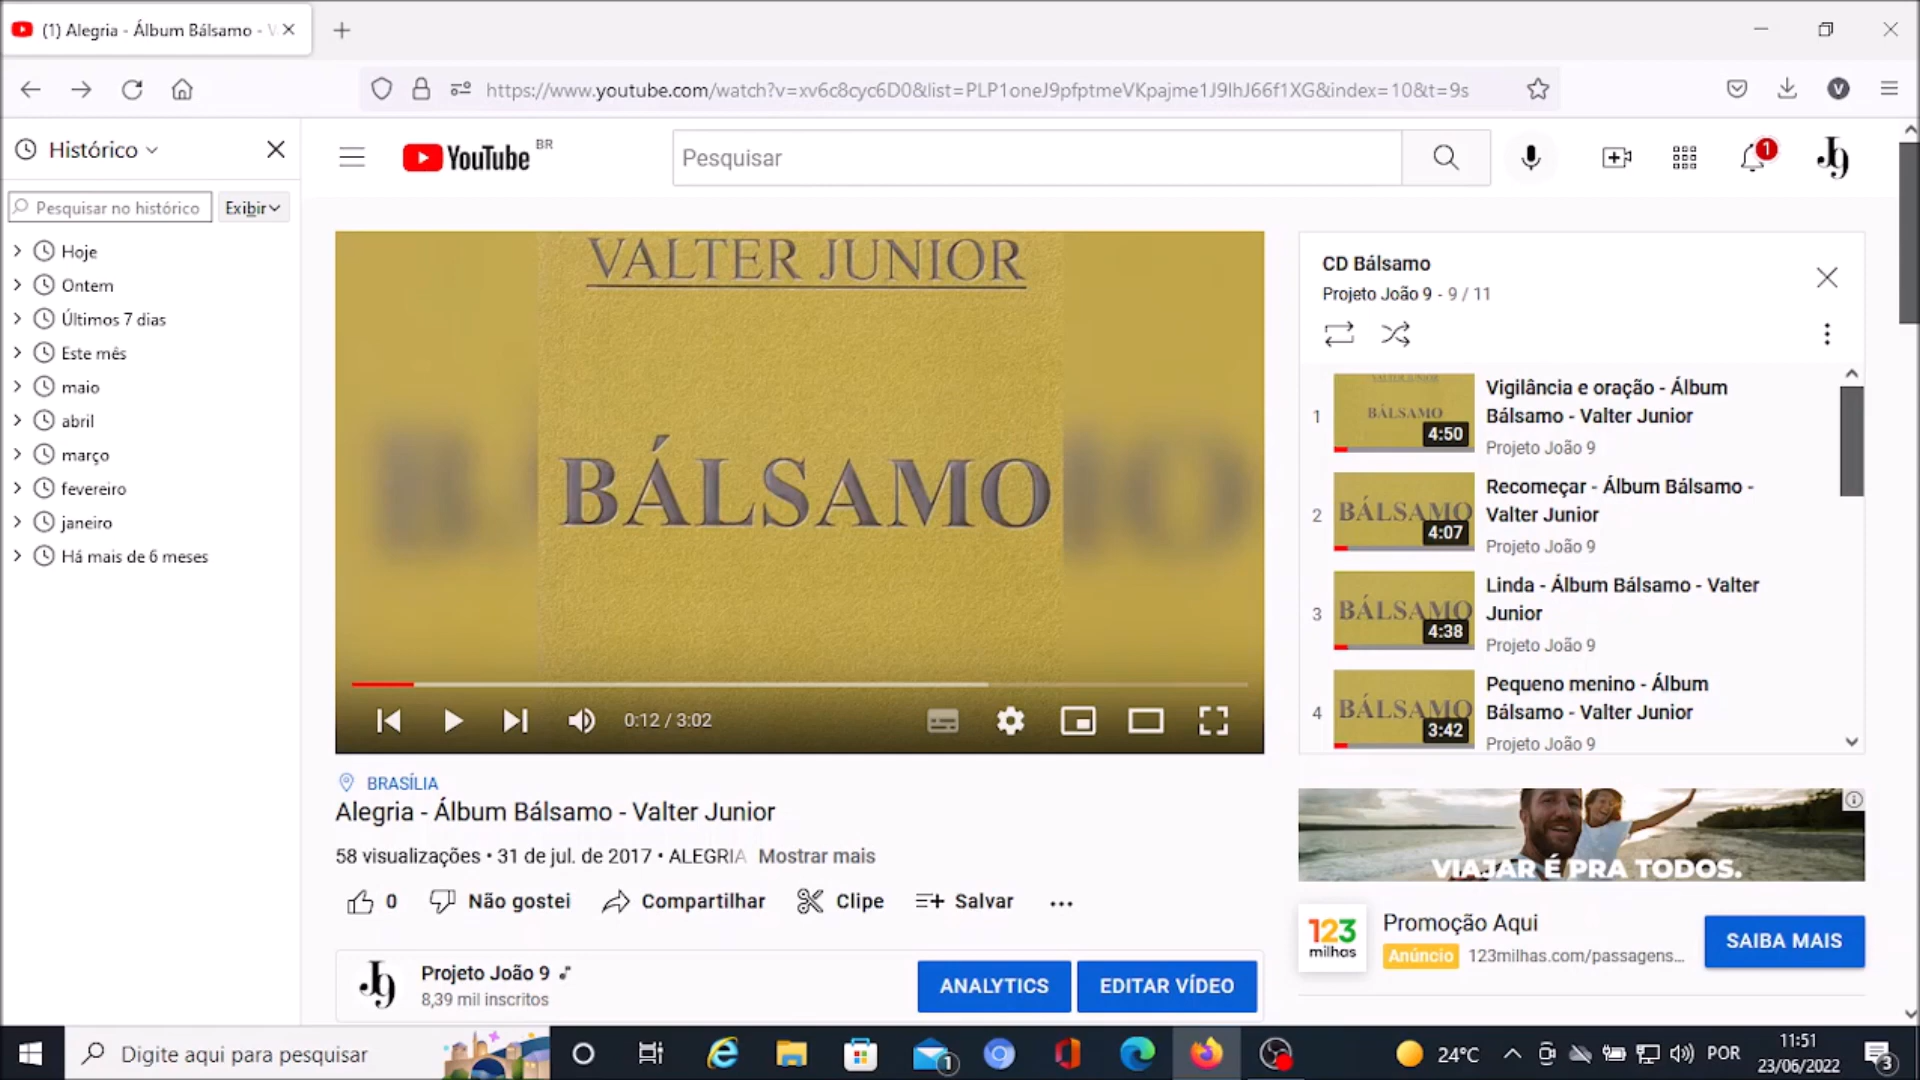 (1) Alegria - Álbum Bálsamo - V
https://www.youtube.com/watch?v=xv6c8cyc6D0&list=PLP1oneJ9pfptmeVKpajme1J9lhJ66f1XG&index=10&t=9s
V
Histórico
Pesquisar no histórico
Exibir
Hoje
Ontem
Últimos 7 dias
Este mês
maio
abril
março
fevereiro
janeiro
Há mais de 6 meses
YouTube BR
Pesquisar
1
J9
VALTER JUNIOR
BÁLSAMO
0:12 / 3:02
BRASÍLIA
Alegria - Álbum Bálsamo - Valter Junior
58 visualizações • 31 de jul. de 2017 • ALEGRIA Mostrar mais
0 Não gostei Compartilhar Clipe Salvar ...
J9
Projeto João 9
8,39 mil inscritos
ANALYTICS
EDITAR VÍDEO
CD Bálsamo
Projeto João 9 - 9 / 11
1
VALTER JUNIOR
BÁLSAMO
4:50
Vigilância e oração - Álbum
Bálsamo - Valter Junior
Projeto João 9
2
BÁLSAMO
4:07
Recomeçar - Álbum Bálsamo -
Valter Junior
Projeto João 9
3
BÁLSAMO
4:38
Linda - Álbum Bálsamo - Valter
Junior
Projeto João 9
4
BÁLSAMO
3:42
Pequeno menino - Álbum
Bálsamo - Valter Junior
Projeto João 9
VIAJAR É PRA TODOS.
123
milhas
Promoção Aqui
Anúncio 123milhas.com/passagens...
SAIBA MAIS
Digite aqui para pesquisar
1
24°C
POR
11:51
23/06/2022
3